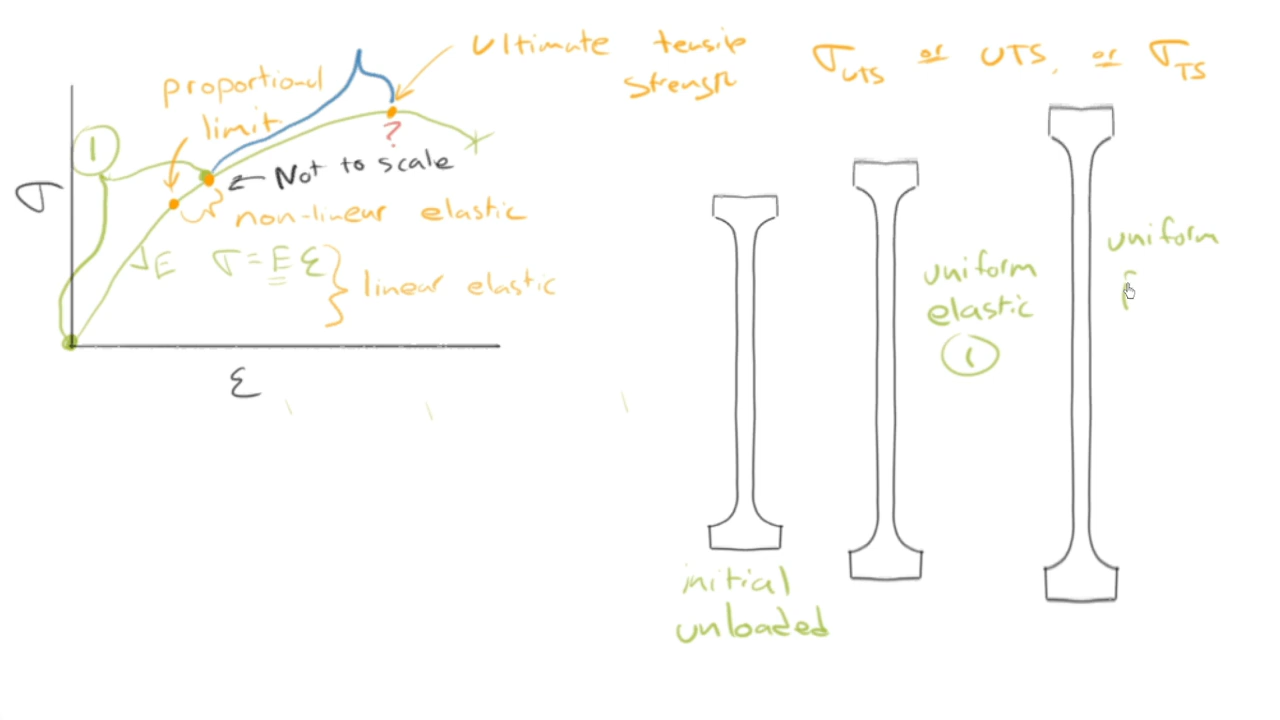 Ultimate tensile
strength
σUTS or UTS, or σTS
proportional
limit
1
?
← Not to scale
σ
non-linear elastic
E σ = E ε } linear elastic
ε
uniform
elastic
1
uniform
initial
unloaded